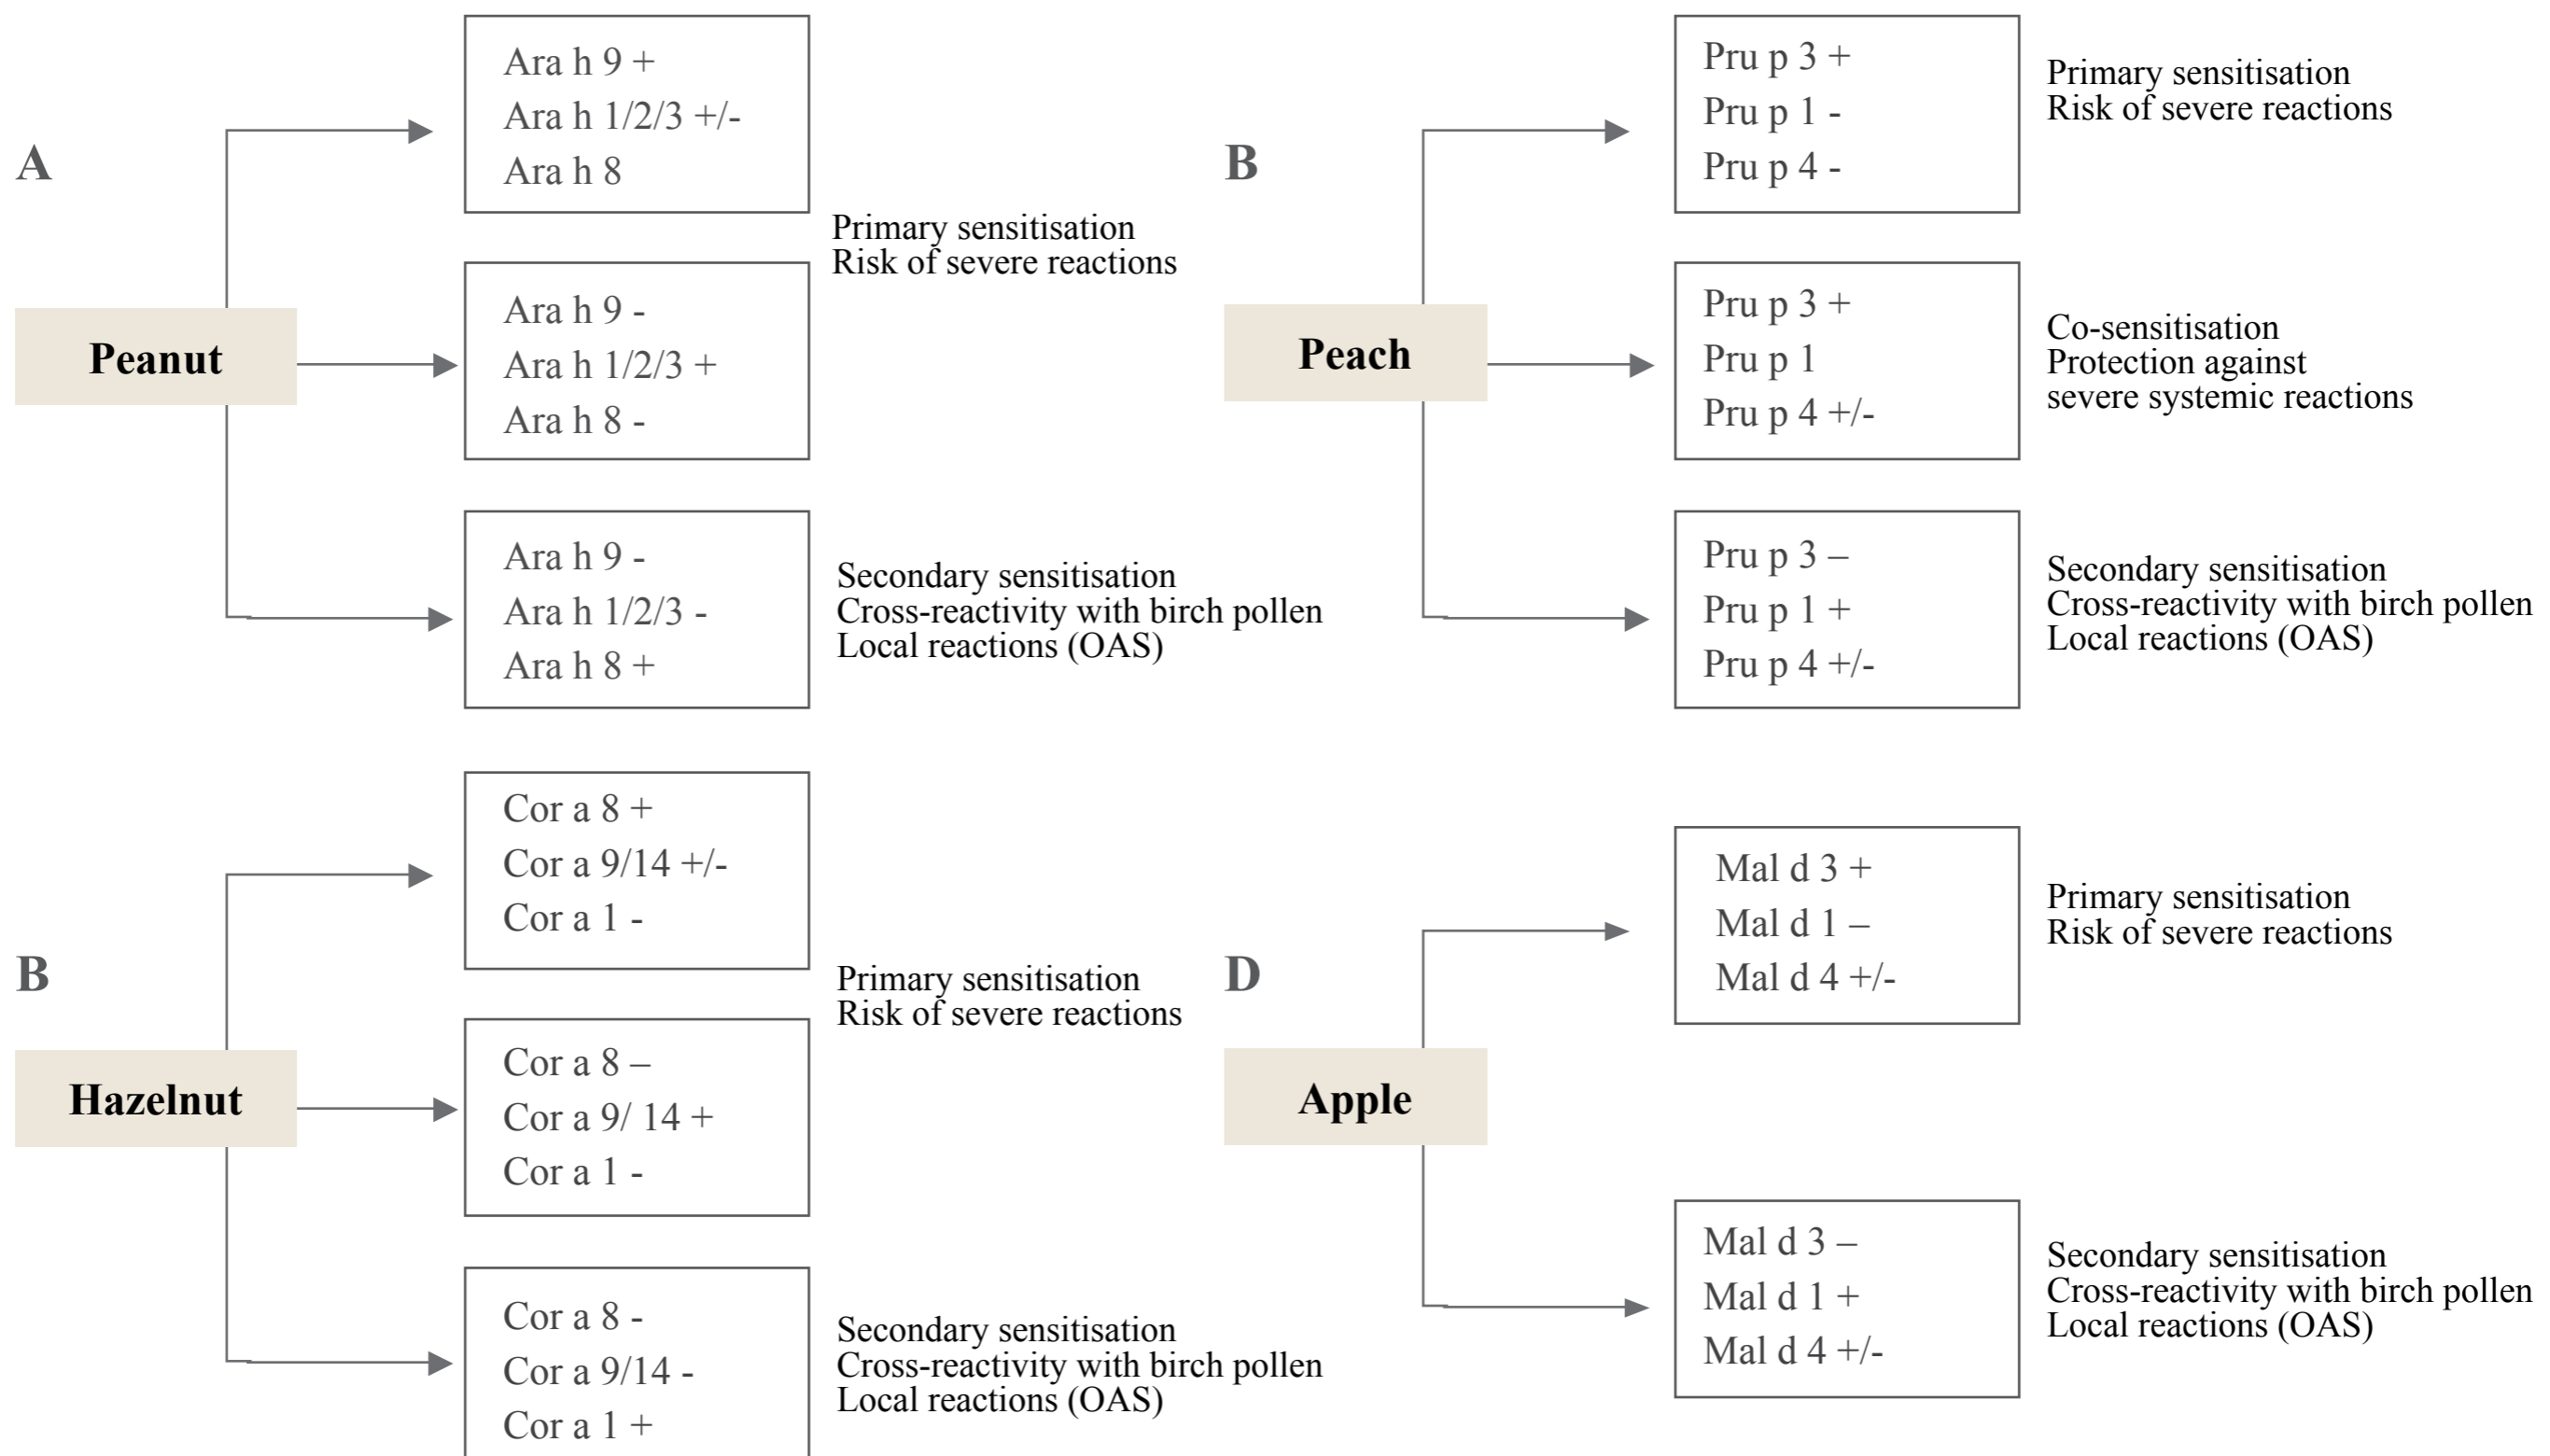 A
Peanut
Ara h 9 +
Ara h 1/2/3 +/-
Ara h 8
Ara h 9 -
Ara h 1/2/3 +
Ara h 8 -
Primary sensitisation
Risk of severe reactions
Ara h 9 -
Ara h 1/2/3 -
Ara h 8 +
Secondary sensitisation
Cross-reactivity with birch pollen
Local reactions (OAS)
B
Peach
Pru p 3 +
Pru p 1 -
Pru p 4 -
Primary sensitisation
Risk of severe reactions
Pru p 3 +
Pru p 1
Pru p 4 +/-
Co-sensitisation
Protection against
severe systemic reactions
Pru p 3 –
Pru p 1 +
Pru p 4 +/-
Secondary sensitisation
Cross-reactivity with birch pollen
Local reactions (OAS)
B
Hazelnut
Cor a 8 +
Cor a 9/14 +/-
Cor a 1 -
Cor a 8 –
Cor a 9/ 14 +
Cor a 1 -
Primary sensitisation
Risk of severe reactions
Cor a 8 -
Cor a 9/14 -
Cor a 1 +
Secondary sensitisation
Cross-reactivity with birch pollen
Local reactions (OAS)
D
Apple
Mal d 3 +
Mal d 1 –
Mal d 4 +/-
Primary sensitisation
Risk of severe reactions
Mal d 3 –
Mal d 1 +
Mal d 4 +/-
Secondary sensitisation
Cross-reactivity with birch pollen
Local reactions (OAS)